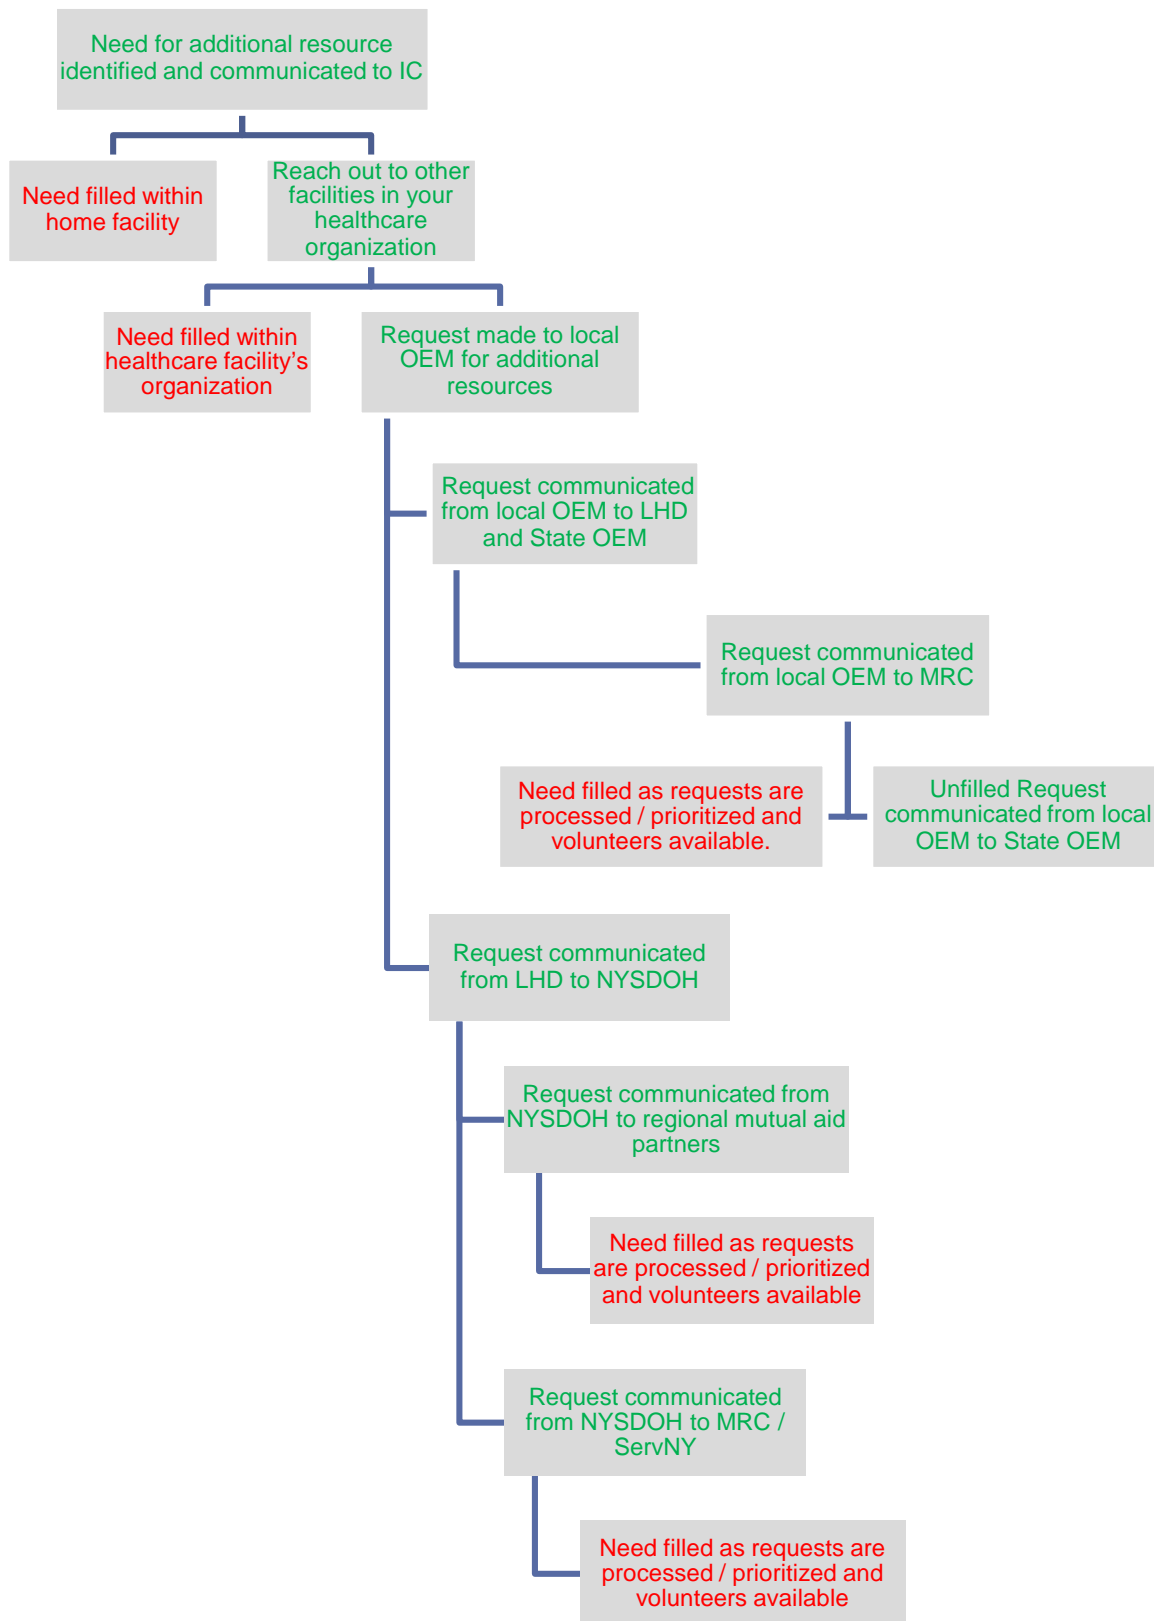 Need for additional resource
identified and communicated to IC
Need filled within
home facility
Reach out to other
facilities in your
healthcare
organization
Need filled within
healthcare facility’s
organization
Request made to local
OEM for additional
resources
Request communicated
from local OEM to LHD
and State OEM
Request communicated
from local OEM to MRC
Need filled as requests are
processed / prioritized and
volunteers available.
Unfilled Request
communicated from local
OEM to State OEM
Request communicated
from LHD to NYSDOH
Request communicated from
NYSDOH to regional mutual aid
partners
Need filled as requests
are processed / prioritized
and volunteers available
Request communicated
from NYSDOH to MRC /
ServNY
Need filled as requests are
processed / prioritized and
volunteers available